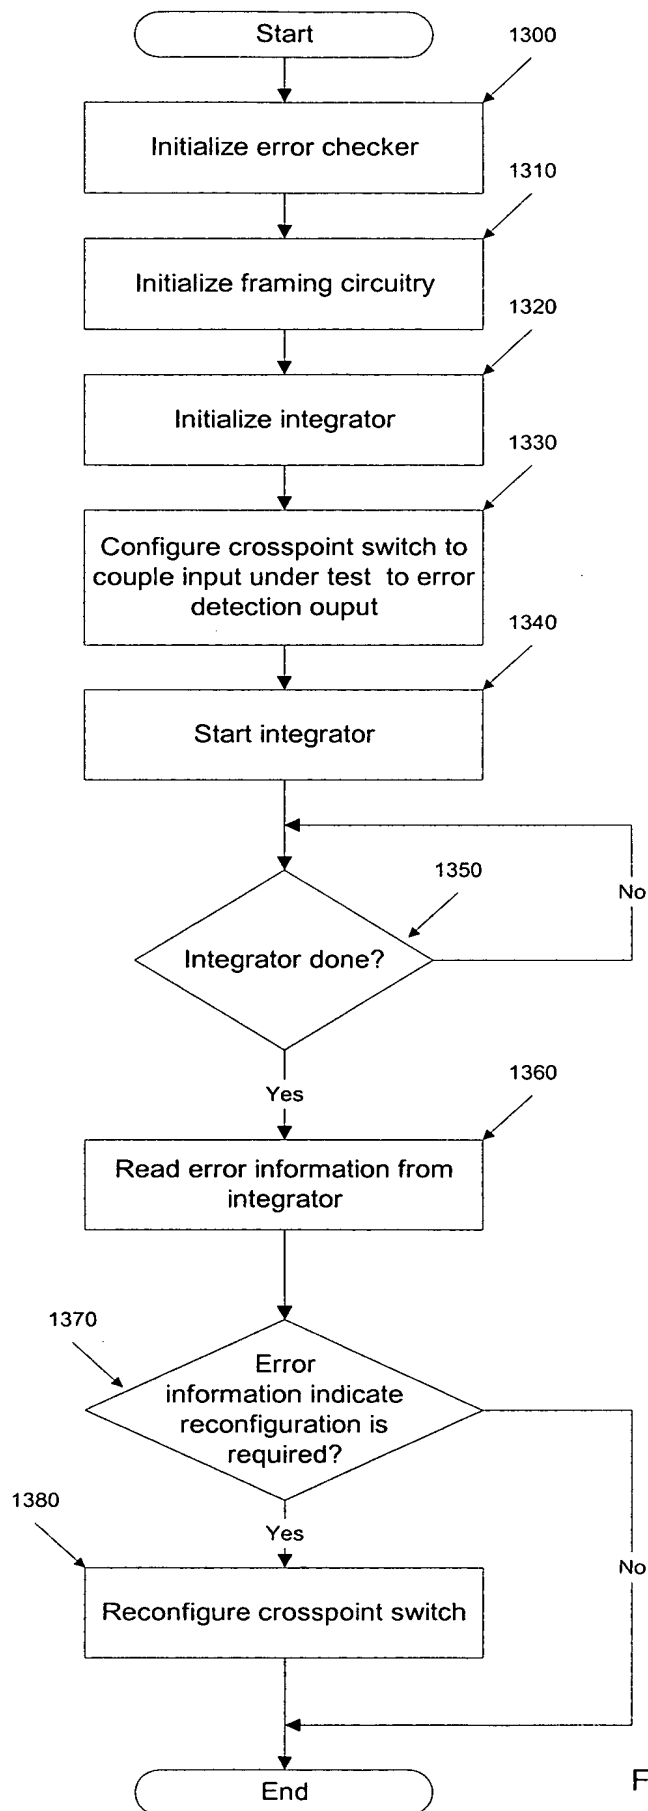 Start
1300
Initialize error checker
1310
Initialize framing circuitry
1320
Initialize integrator
1330
Configure crosspoint switch to
couple input under test to error
detection ouput
1340
Start integrator
No
1350
Integrator done?
Yes
1360
Read error information from
integrator
1370
Error
information indicate
reconfiguration is
required?
1380
Yes
No
Reconfigure crosspoint switch
End
F